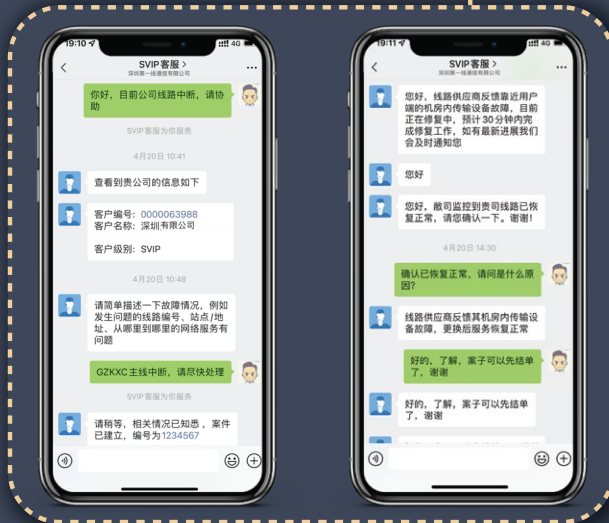 19:10
4G
SVIP客服 >
深圳第一线通信有限公司
你好，目前公司线路中断，请协
助
SVIP客服为你服务
4月20日 10:41
查看到贵公司的信息如下
客户编号：0000063988
客户名称：深圳有限公司
客户级别：SVIP
4月20日 10:48
请简单描述一下故障情况，例如
发生问题的线路编号、站点/地
址、从哪里到哪里的网络服务有
问题
GZKXC主线中断，请尽快处理
SVIP客服为你服务
请稍等，相关情况已知悉 ，案件
已建立，编号为1234567
19:11
4G
SVIP客服 >
深圳第一线通信有限公司
您好，线路供应商反馈靠近用户
端的机房内传输设备故障，目前
正在修复中，预计30分钟内完
成修复工作，如有最新进展我们
会及时通知您
您好
您好，敝司监控到贵司线路已恢
复正常，请您确认一下。谢谢！
4月20日 14:30
确认已恢复正常，请问是什么原
因？
线路供应商反馈其机房内传输设
备故障，更换后服务恢复正常
好的，了解，案子可以先结单
了，谢谢
好的，了解，案子可以先结单
了，谢谢